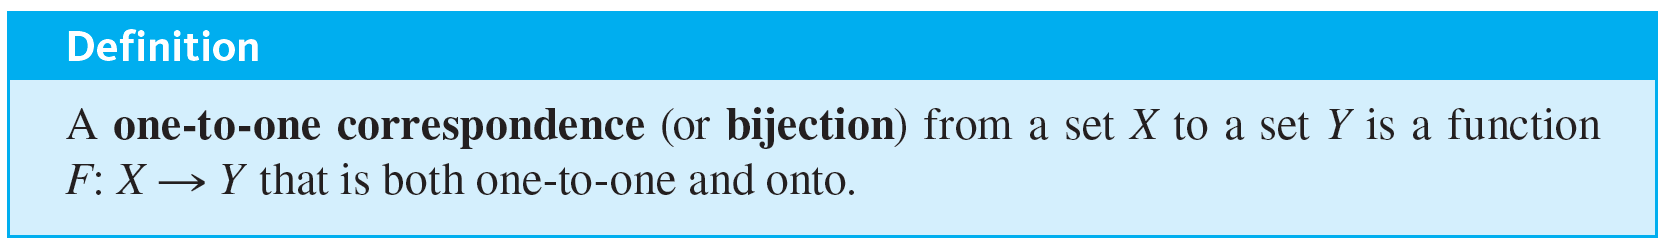 Definition
A one-to-one correspondence (or bijection) from a set X to a set Y is a function
F: X → Y that is both one-to-one and onto.